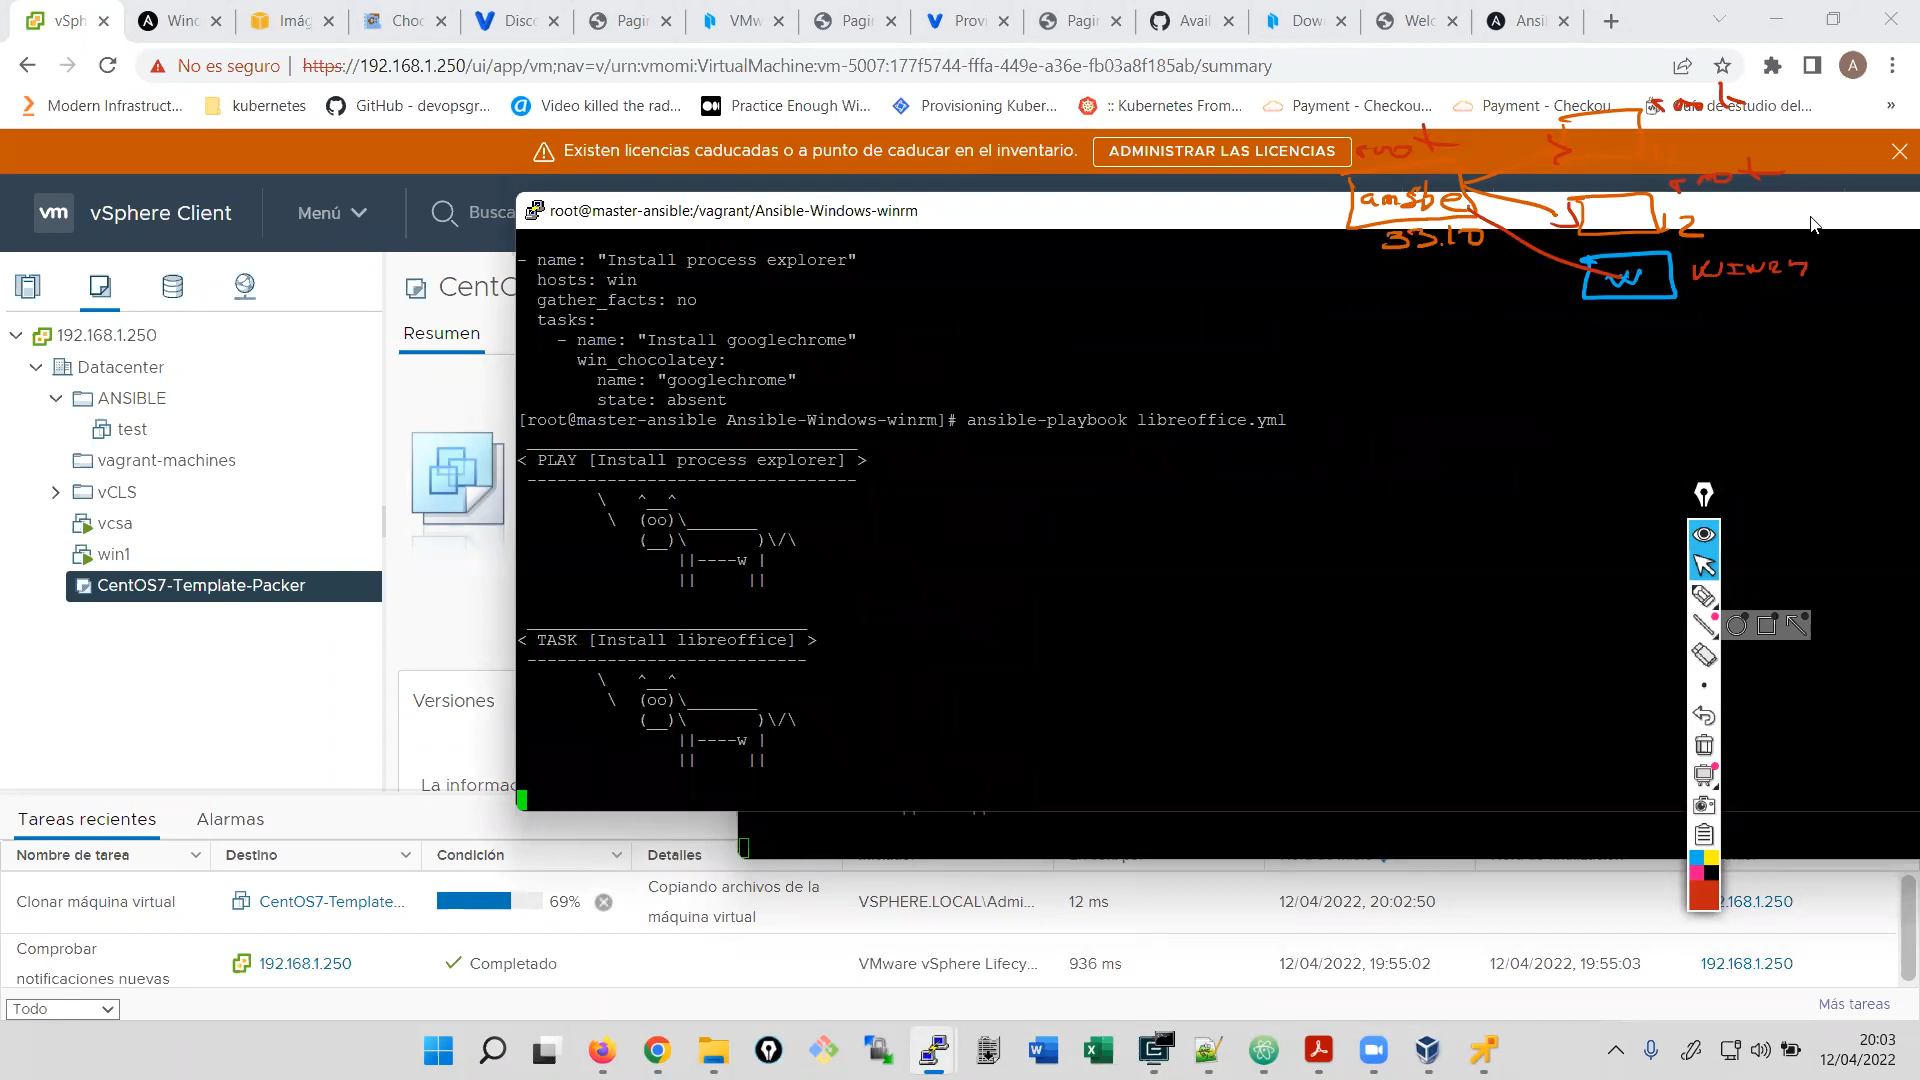 vSph
Winc
Imág
Choc
Disce
Pagin
VMw
Pagin
Provi
Pagin
Avail
Dow
Welc
Ansil
No es seguro
https://192.168.1.250/ui/app/vm;nav=v/urn:vmomi:VirtualMachine:vm-5007:177f5744-fffa-449e-a36e-fb03a8f185ab/summary
A
Modern Infrastruct...
kubernetes
GitHub - devopsgr...
Video killed the rad...
Practice Enough Wi...
Provisioning Kuber...
:: Kubernetes From...
Payment - Checkou...
Payment - Checkou
Guía de estudio del...
»
Existen licencias caducadas o a punto de caducar en el inventario.
ADMINISTRAR LAS LICENCIAS
vm
vSphere Client
Menú
Busca
root@master-ansible:/vagrant/Ansible-Windows-winrm
33.10
12
W
192.168.1.250
Datacenter
ANSIBLE
test
vagrant-machines
vCLS
vcsa
win1
CentOS7-Template-Packer
CentO
Resumen
Versiones
La informac
- name: "Install process explorer"
hosts: win
gather_facts: no
tasks:
- name: "Install googlechrome"
win_chocolatey:
name: "googlechrome"
state: absent
[root@master-ansible Ansible-Windows-winrm]# ansible-playbook libreoffice.yml
< PLAY [Install process explorer] >
< TASK [Install libreoffice] >
Tareas recientes
Alarmas
Nombre de tarea
Destino
Condición
Detalles
Clonar máquina virtual
CentOS7-Template...
69%
Copiando archivos de la
máquina virtual
VSPHERE.LOCAL\Admi...
12 ms
12/04/2022, 20:02:50
2.168.1.250
Comprobar
notificaciones nuevas
192.168.1.250
Completado
VMware vSphere Lifecy...
936 ms
12/04/2022, 19:55:02
12/04/2022, 19:55:03
192.168.1.250
Todo
Más tareas
20:03
12/04/2022